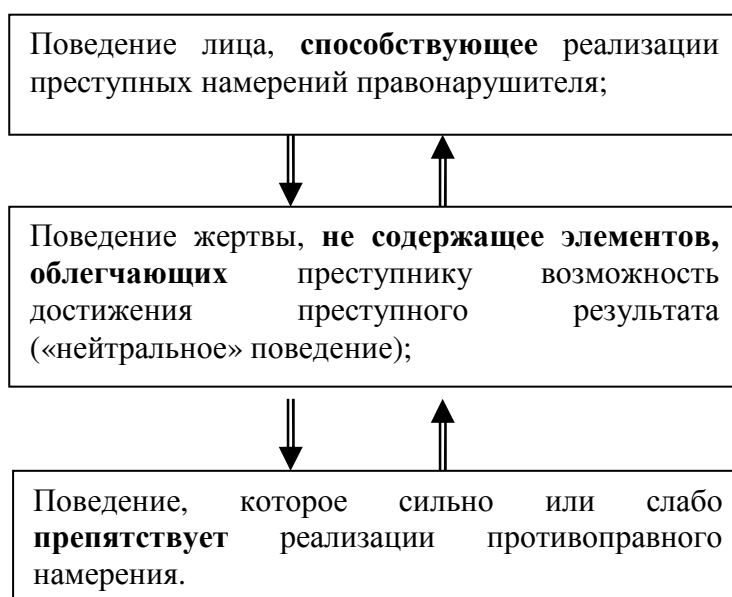 Поведение лица, способствующее реализации
преступных намерений правонарушителя;
Поведение жертвы, не содержащее элементов,
облегчающих преступнику возможность
достижения преступного результата
(«нейтральное» поведение);
Поведение, которое сильно или слабо
препятствует реализации противоправного
намерения.